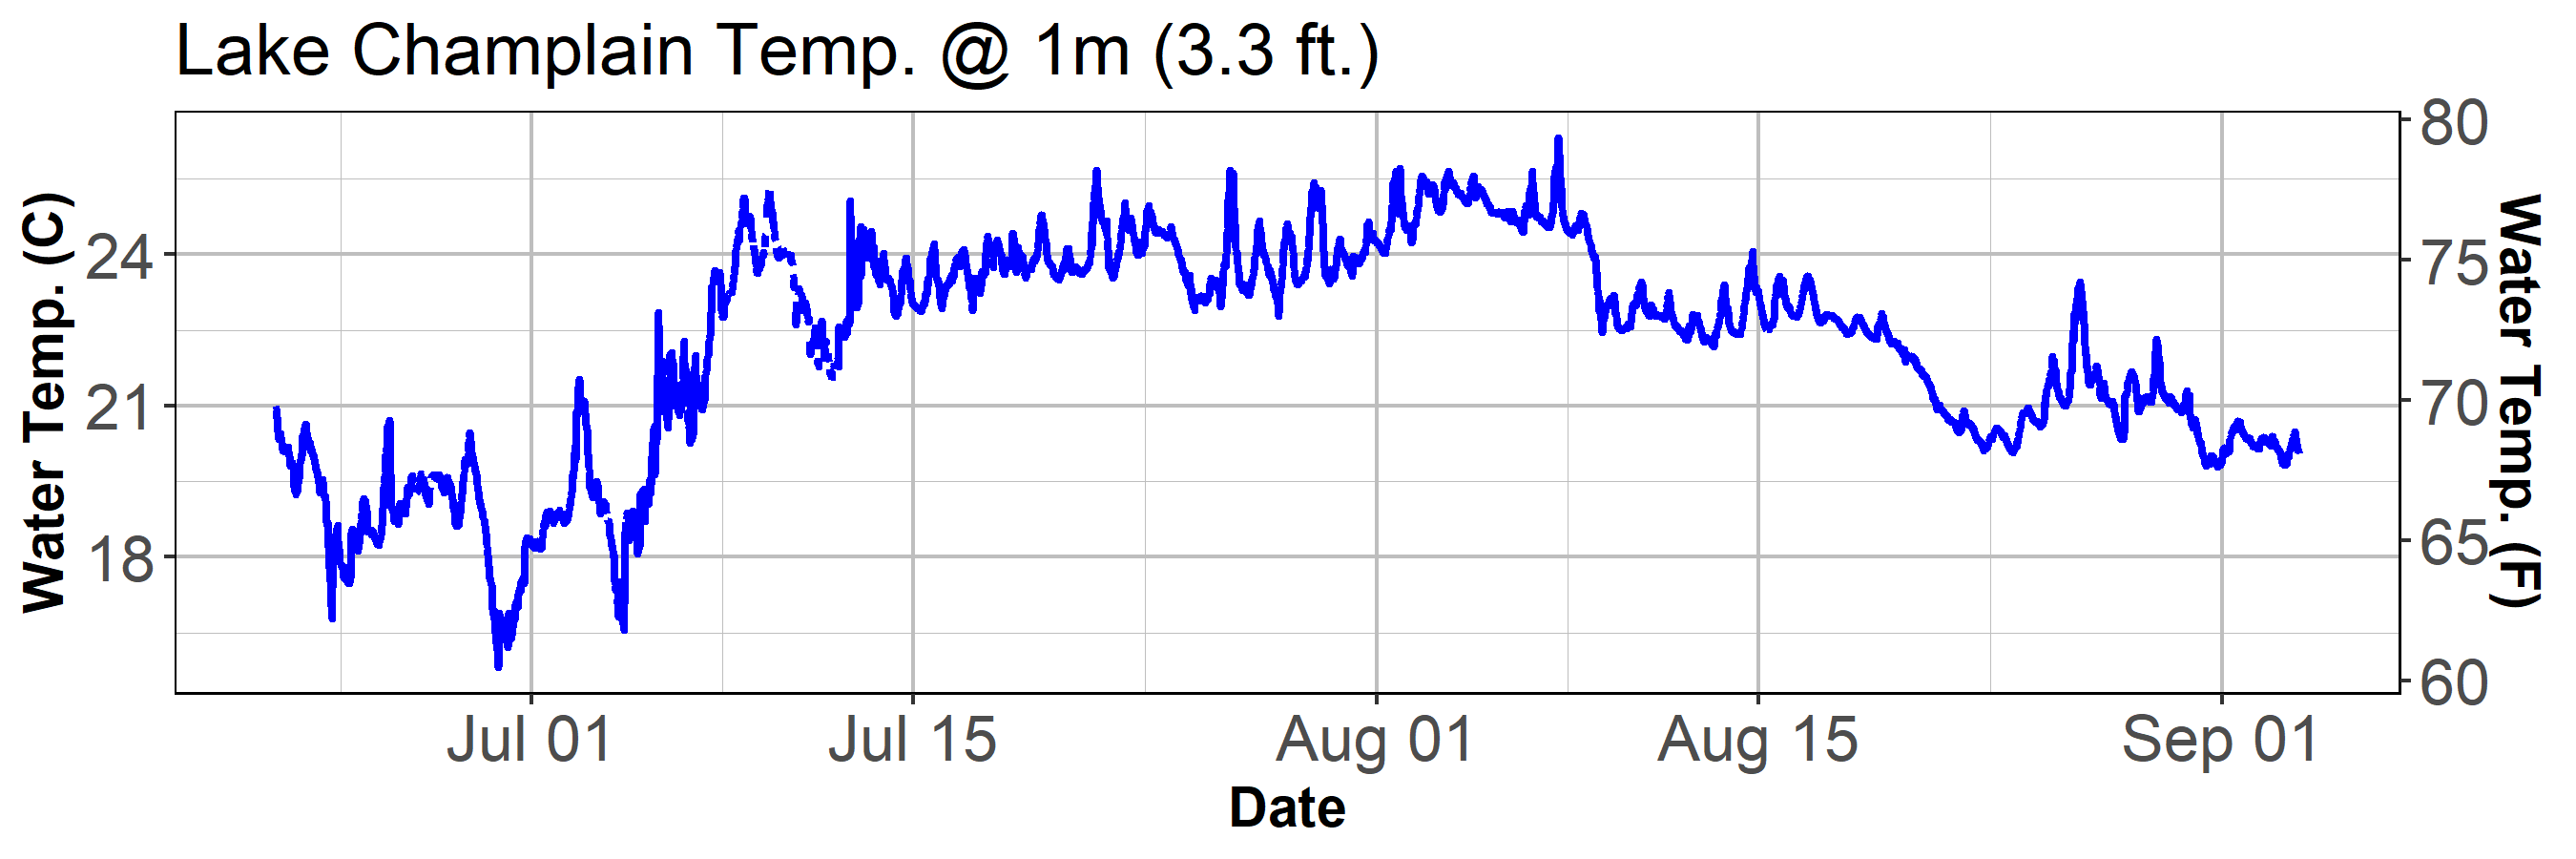 Lake Champlain Temp. @ 1m (3.3 ft.)
Water Temp. (C)
24
21
18
80
75
70
65
60
Water Temp. (F)
Jul 01
Jul 15
Aug 01
Aug 15
Sep 01
Date